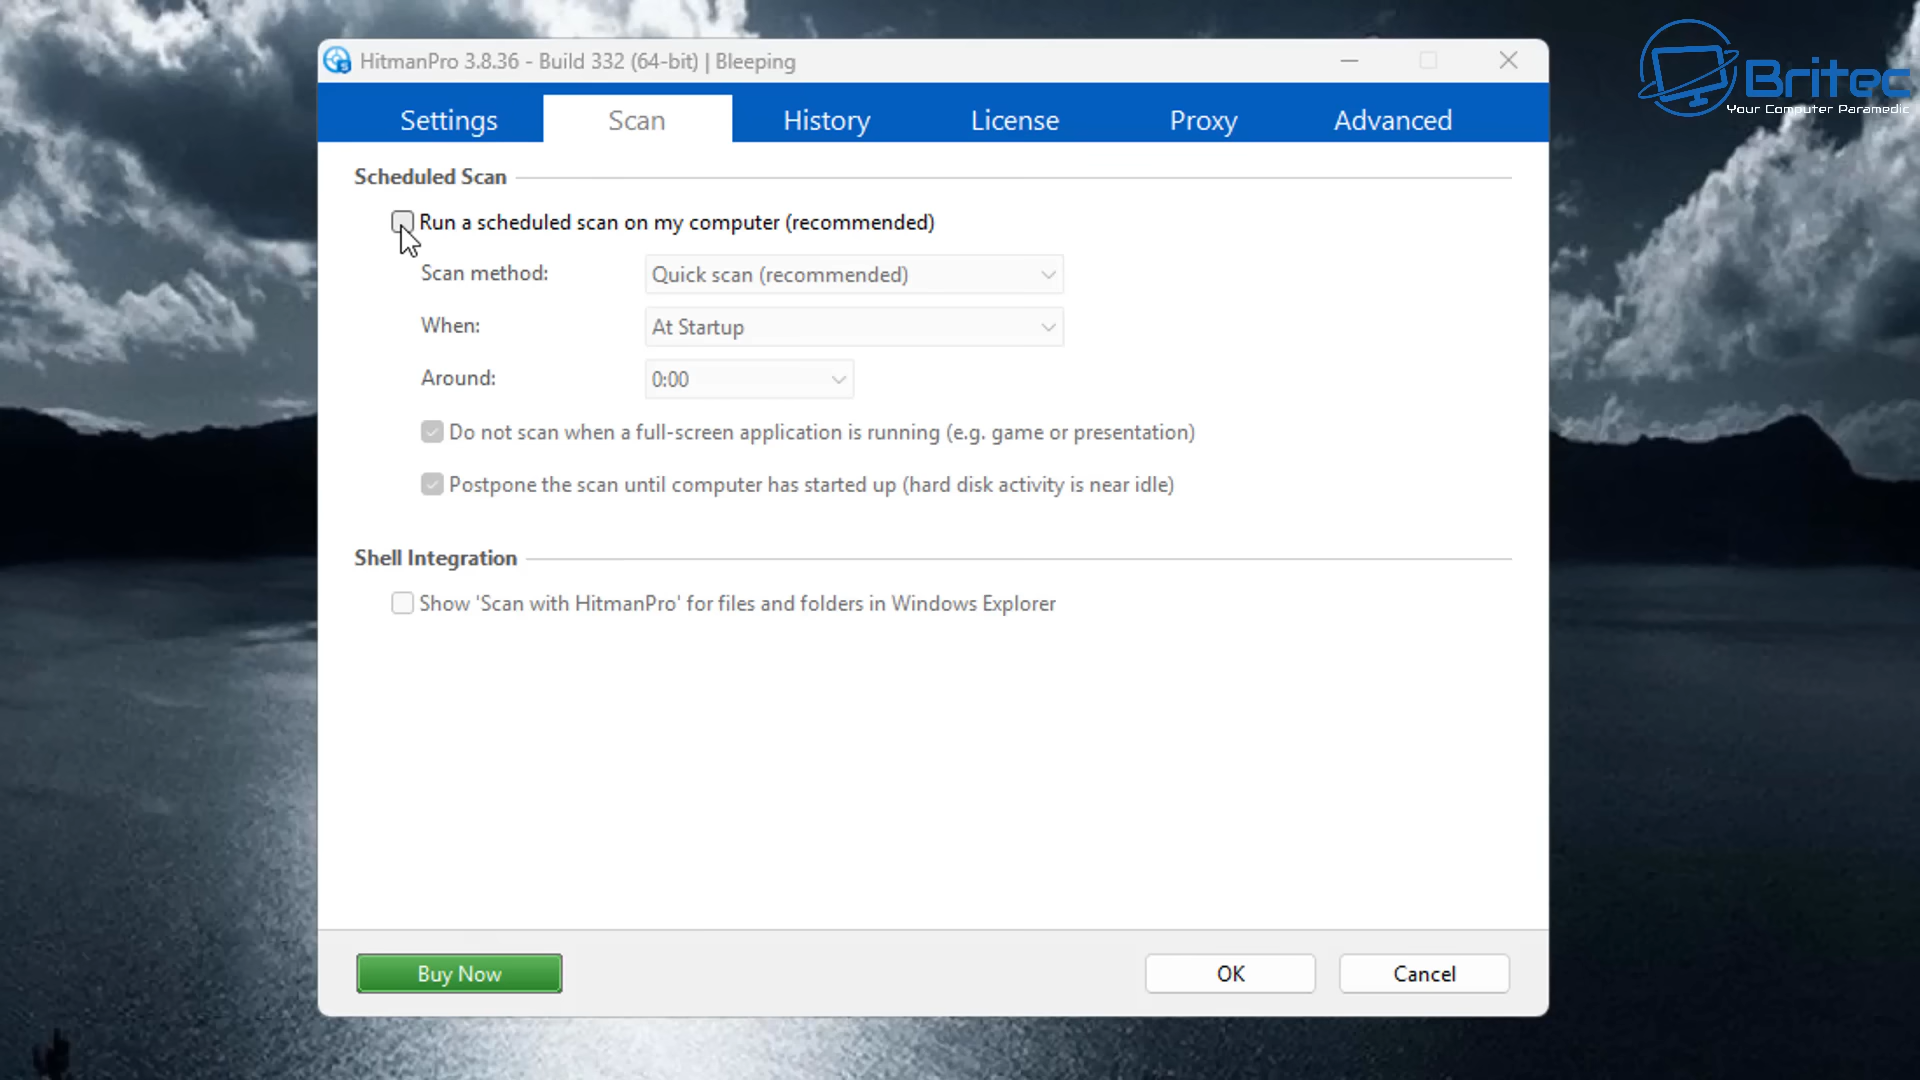 HitmanPro 3.8.36 - Build 332 (64-bit) | Bleeping
Britec
Your Computer Paramedic
Settings Scan History License Proxy Advanced
Scheduled Scan
Run a scheduled scan on my computer (recommended)
Scan method: Quick scan (recommended)
When: At Startup
Around: 0:00
Do not scan when a full-screen application is running (e.g. game or presentation)
Postpone the scan until computer has started up (hard disk activity is near idle)
Shell Integration
Show 'Scan with HitmanPro' for files and folders in Windows Explorer
Buy Now OK Cancel